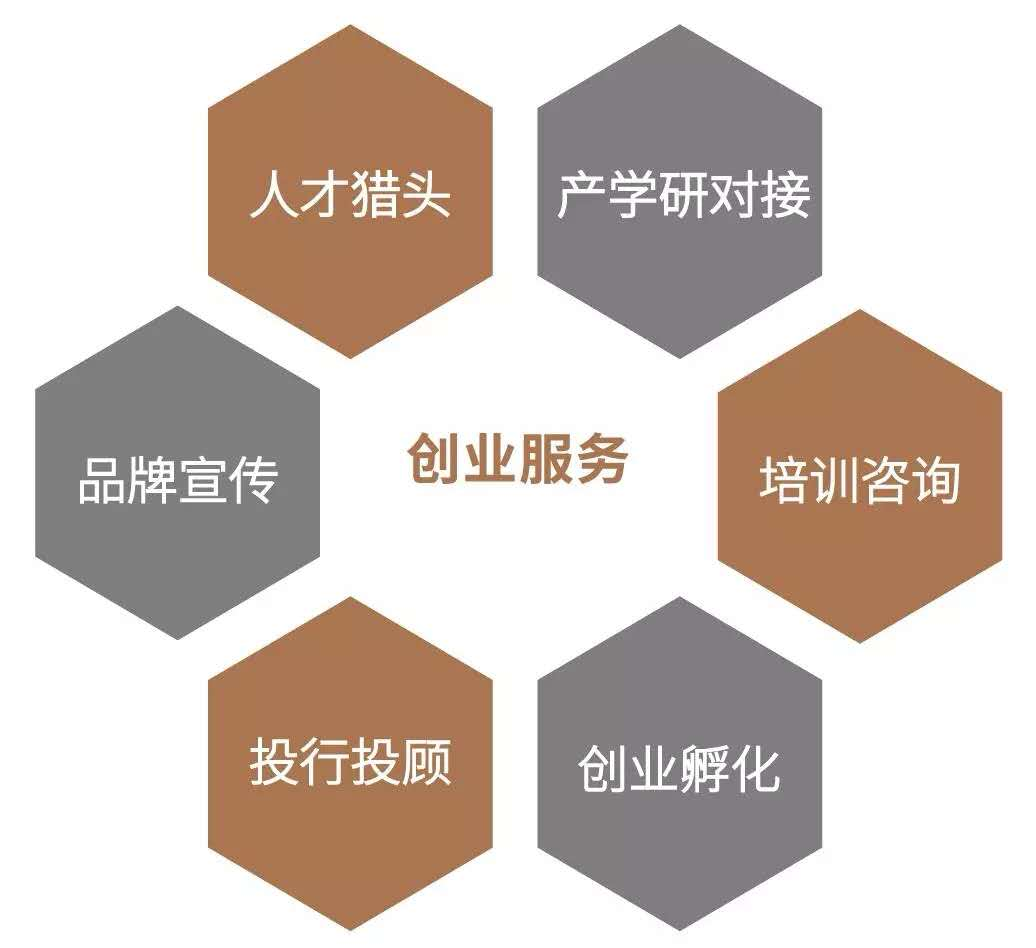 人才猎头
产学研对接
品牌宣传
创业服务
培训咨询
投行投顾
创业孵化